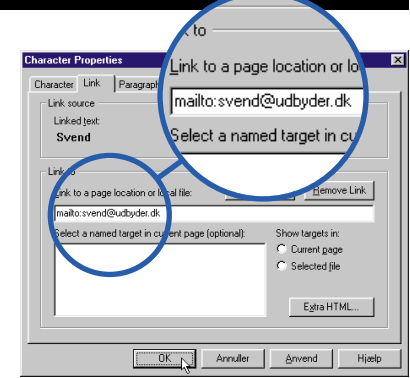 k to
Link to a page location or lo
mailto:svend@udbyder.dk
Select a named target in cu
Character Properties
Character Link Paragraph
Link source
Linked text:
Svend
Link to
Link to a page location or local file:
Remove Link
mailto:svend@udbyder.dk
Select a named target in current page (optional):
Show targets in:
Current page
Selected file
Extra HTML...
OK Annuller Anvend Hjælp